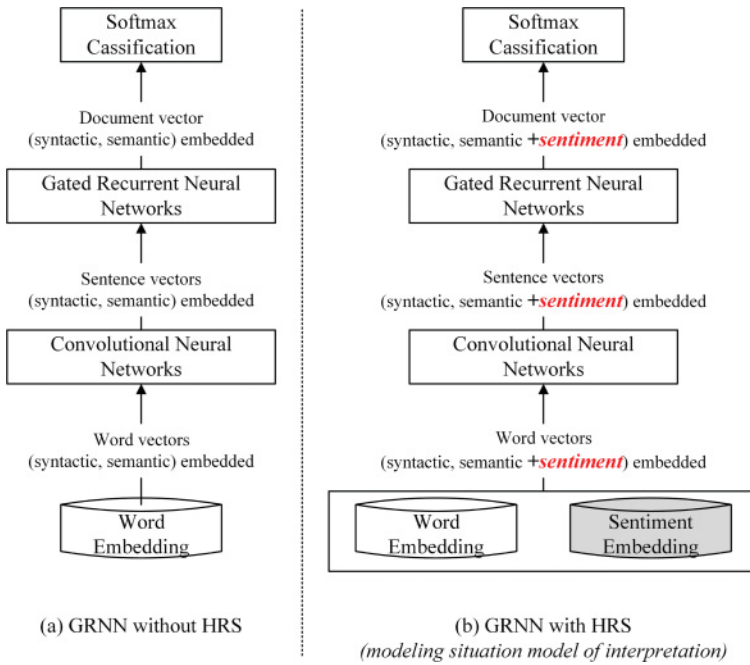 Softmax
Cassification
Document vector
(syntactic, semantic) embedded
Gated Recurrent Neural
Networks
Sentence vectors
(syntactic, semantic) embedded
Convolutional Neural
Networks
Word vectors
(syntactic, semantic) embedded
Word
Embedding
(a) GRNN without HRS
Softmax
Cassification
Document vector
(syntactic, semantic +sentiment) embedded
Gated Recurrent Neural
Networks
Sentence vectors
(syntactic, semantic +sentiment) embedded
Convolutional Neural
Networks
Word vectors
(syntactic, semantic +sentiment) embedded
Word
Embedding
Sentiment
Embedding
(b) GRNN with HRS
(modeling situation model of interpretation)